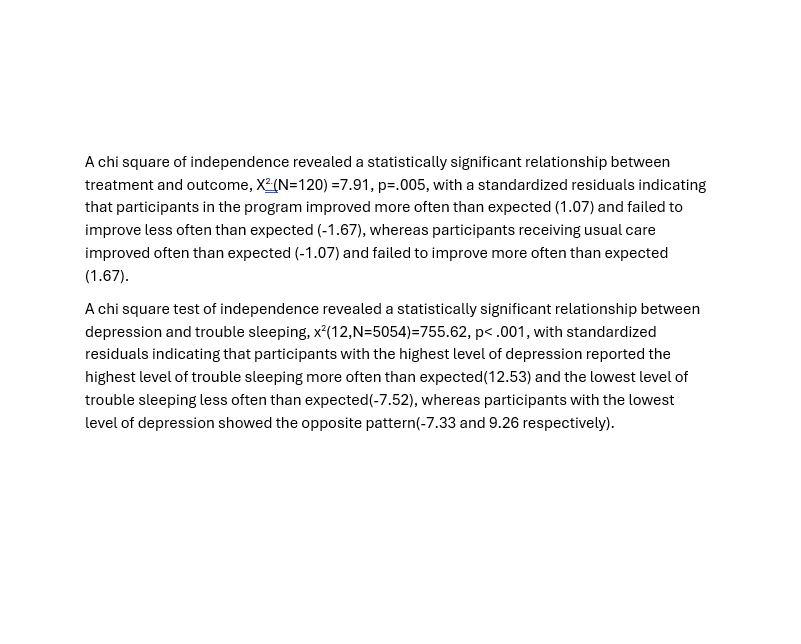 A chi square of independence revealed a statistically significant relationship between
treatment and outcome, X²·(N=120) =7.91, p=.005, with a standardized residuals indicating
that participants in the program improved more often than expected (1.07) and failed to
improve less often than expected (-1.67), whereas participants receiving usual care
improved often than expected (-1.07) and failed to improve more often than expected
(1.67).
A chi square test of independence revealed a statistically significant relationship between
depression and trouble sleeping, x²(12,N=5054)=755.62, p< .001, with standardized
residuals indicating that participants with the highest level of depression reported the
highest level of trouble sleeping more often than expected(12.53) and the lowest level of
trouble sleeping less often than expected(-7.52), whereas participants with the lowest
level of depression showed the opposite pattern(-7.33 and 9.26 respectively).